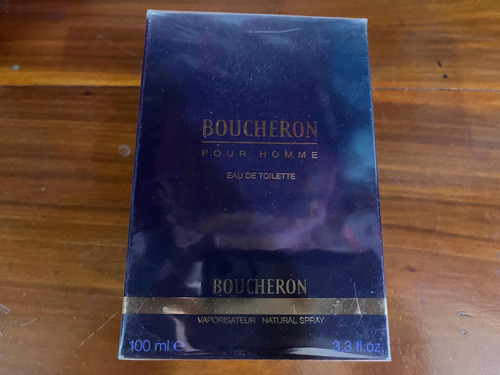 BOUCHERON
POUR HOMME
EAU DE TOILETTE
BOUCHERON
VAPORISATEUR NATURAL SPRAY
100 ml ℮ 3.3 fl.oz.